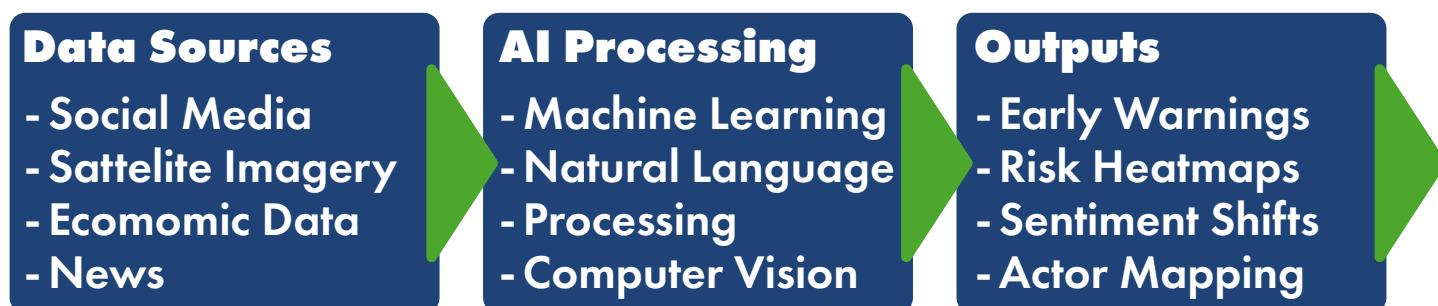 Data Sources
- Social Media
- Sattelite Imagery
- Ecomomic Data
- News
AI Processing
- Machine Learning
- Natural Language
- Processing
- Computer Vision
Outputs
- Early Warnings
- Risk Heatmaps
- Sentiment Shifts
- Actor Mapping